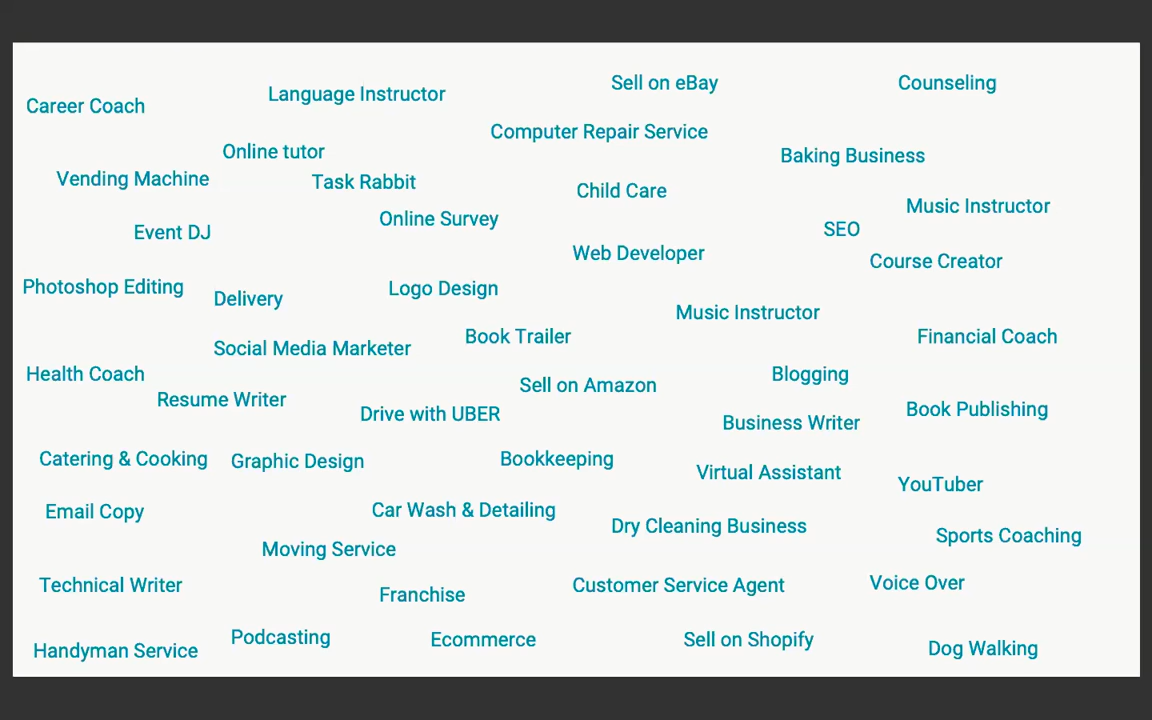 Career Coach
Language Instructor
Sell on eBay
Counseling
Computer Repair Service
Online tutor
Baking Business
Vending Machine
Task Rabbit
Child Care
Music Instructor
Online Survey
Event DJ
SEO
Web Developer
Course Creator
Photoshop Editing
Delivery
Logo Design
Music Instructor
Book Trailer
Financial Coach
Social Media Marketer
Health Coach
Sell on Amazon
Blogging
Resume Writer
Drive with UBER
Book Publishing
Business Writer
Catering & Cooking
Graphic Design
Bookkeeping
Virtual Assistant
YouTuber
Email Copy
Car Wash & Detailing
Dry Cleaning Business
Sports Coaching
Moving Service
Technical Writer
Franchise
Customer Service Agent
Voice Over
Handyman Service
Podcasting
Ecommerce
Sell on Shopify
Dog Walking